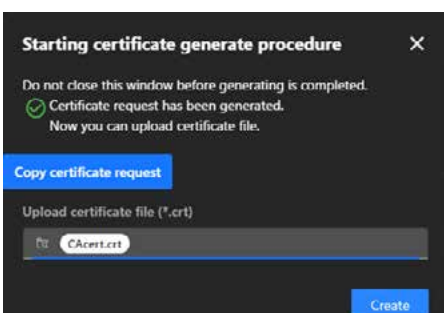 Starting certificate generate procedure
Do not close this window before generating is completed.
Certificate request has been generated.
Now you can upload certificate file.
Copy certificate request
Upload certificate file (*.crt)
CAcert.crt
Create